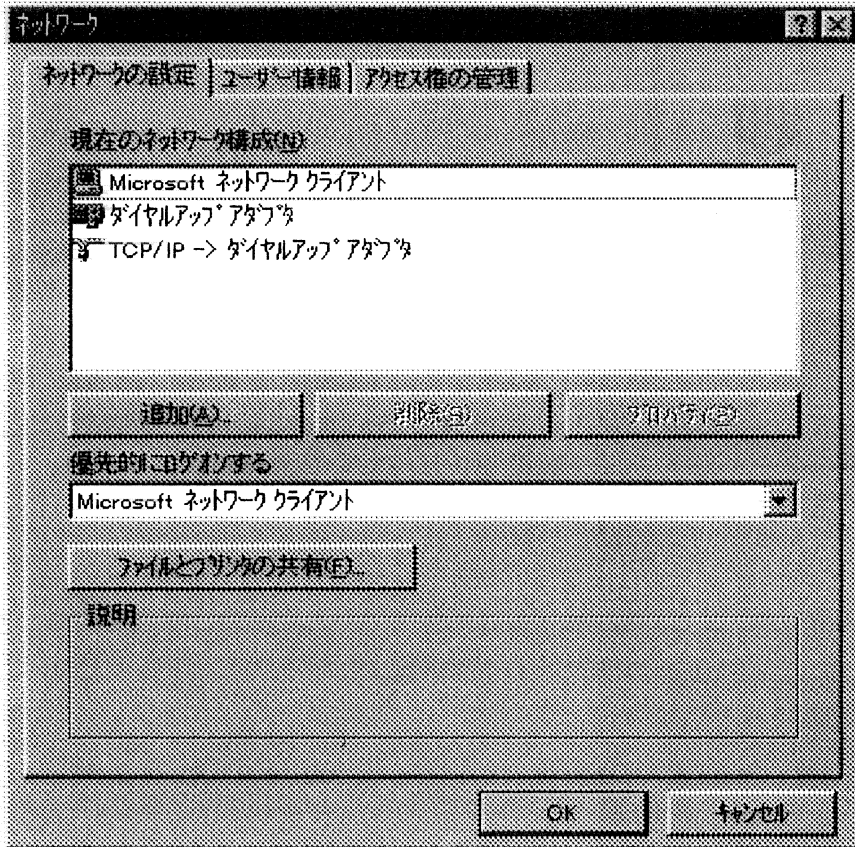 ネットワーク
ネットワークの設定 ユーザー情報 アクセス権の管理
現在のネットワーク構成(N)
Microsoft ネットワーク クライアント
ダイヤルアップ アダプタ
TCP/IP -> ダイヤルアップ アダプタ
追加(A)... 削除(R) プロパティ(P)
優先的にログオンする
Microsoft ネットワーク クライアント
ファイルとプリンタの共有(F)...
説明
OK キャンセル